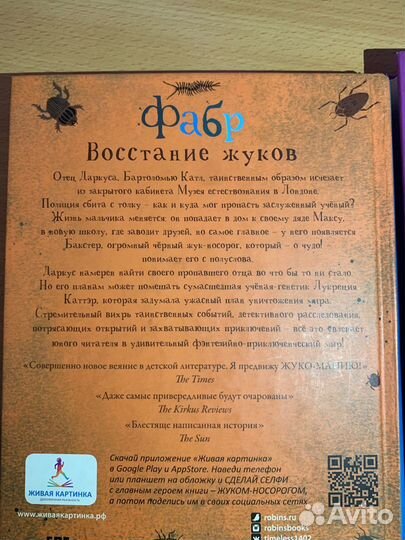 Фабр
Восстание жуков
Отец Даркуса, Бартоломью Катл, таинственным образом исчезает
из закрытого кабинета Музея естествознания в Лондоне.
Полиция сбита с толку – как и куда мог пропасть заслуженный учёный?
Жизнь мальчика меняется: он попадает в дом к своему дяде Максу,
в новую школу, где заводит друзей, но самое главное – у него появляется
Бакстер, огромный чёрный жук-носорог, который – о чудо!
понимает его с полуслова.
Даркус намерен найти своего пропавшего отца во что бы то ни стало.
Но его планам может помешать сумасшедшая учёная-генетик Лукреция
Каттэр, которая задумала ужасный план уничтожения мира.
Стремительный вихрь таинственных событий, детективного расследования,
потрясающих открытий и захватывающих приключений – всё это увлекает
юного читателя в удивительный фэнтезийно-приключенческий мир!
«Совершенно новое веяние в детской литературе. Я предвижу ЖУКО-МАНИЮ!»
The Times
«Даже самые привередливые будут очарованы»
The Kirkus Reviews
«Блестяще написанная история»
The Sun
ЖИВАЯ КАРТИНКА
ДОПОЛНЕННАЯ РЕАЛЬНОСТЬ
www.живаякартинка.рф
Скачай приложение «Живая картинка»
в Google Play и AppStore. Наведи телефон
или планшет на обложку и СДЕЛАЙ СЕЛФИ
с главным героем книги – ЖУКОМ-НОСОРОГОМ,
а потом поделись им в своих социальных сетях
robins.ru
robinsbooks
timeless1402
Avito